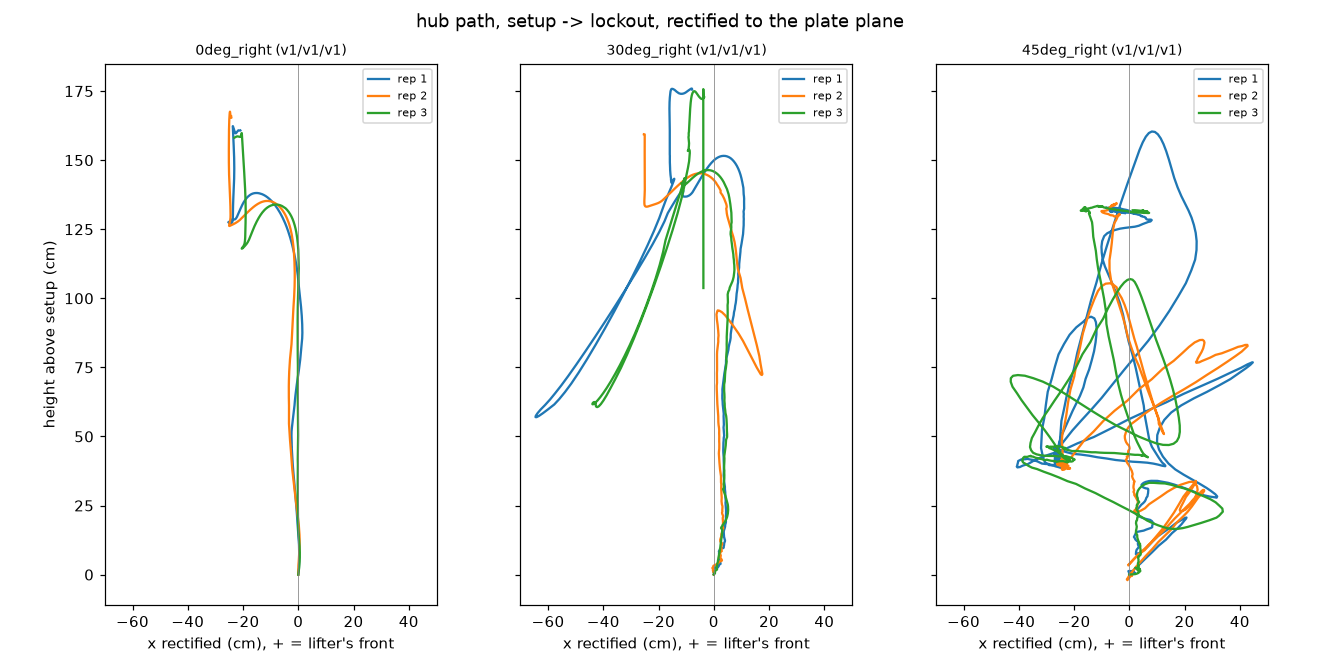 hub path, setup -> lockout, rectified to the plate plane
0deg_right (v1/v1/v1)
30deg_right (v1/v1/v1)
45deg_right (v1/v1/v1)
rep 1
rep 2
rep 3
rep 1
rep 2
rep 3
rep 1
rep 2
rep 3
height above setup (cm)
175
150
125
100
75
50
25
0
−60 −40 −20 0 20 40
−60 −40 −20 0 20 40
−60 −40 −20 0 20 40
x rectified (cm), + = lifter's front
x rectified (cm), + = lifter's front
x rectified (cm), + = lifter's front